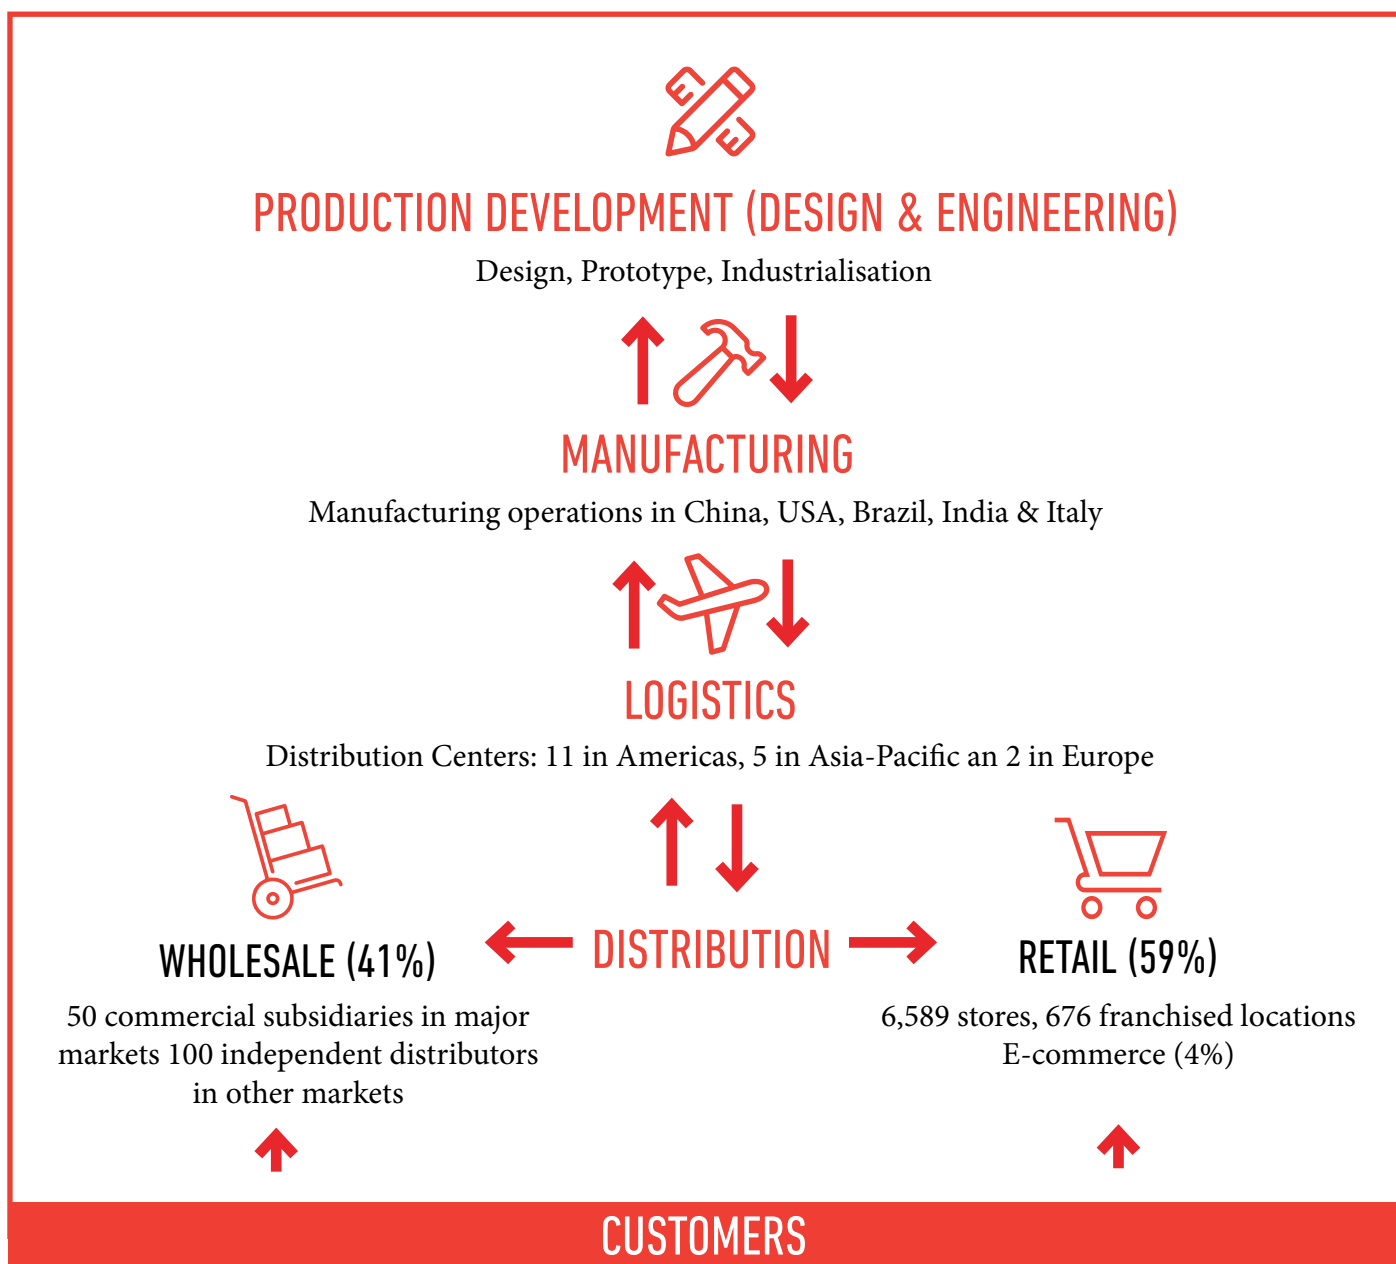 PRODUCTION DEVELOPMENT (DESIGN & ENGINEERING)
Design, Prototype, Industrialisation
MANUFACTURING
Manufacturing operations in China, USA, Brazil, India & Italy
LOGISTICS
Distribution Centers: 11 in Americas, 5 in Asia-Pacific an 2 in Europe
DISTRIBUTION
WHOLESALE (41%)
50 commercial subsidiaries in major
markets 100 independent distributors
in other markets
RETAIL (59%)
6,589 stores, 676 franchised locations
E-commerce (4%)
CUSTOMERS